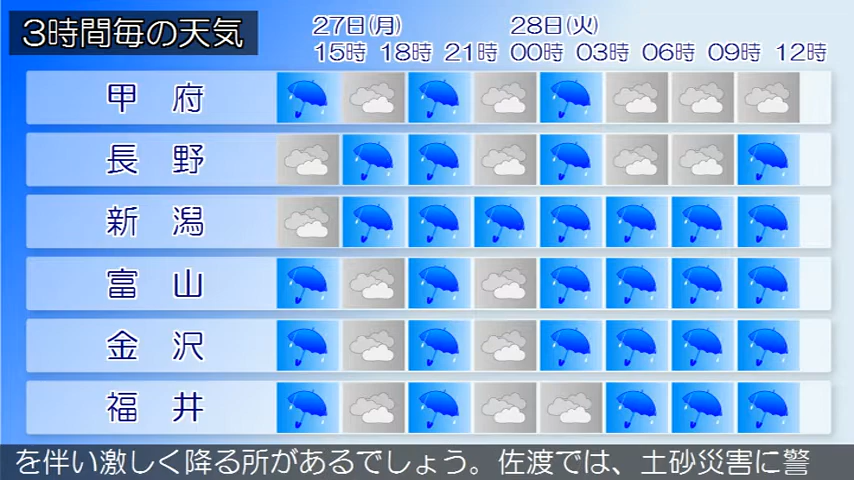 3時間毎の天気
27日(月) 28日(火)
15時 18時 21時 00時 03時 06時 09時 12時
甲府
長野
新潟
富山
金沢
福井
を伴い激しく降る所があるでしょう。佐渡では、土砂災害に警